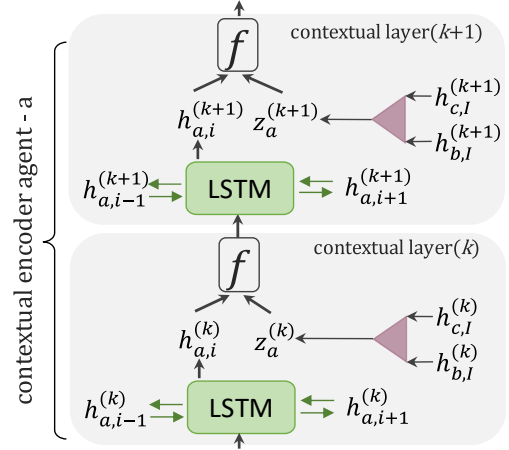 contextual encoder agent - a
contextual layer(k+1)
f
h_{a,i}^{(k+1)} z_a^{(k+1)} h_{c,I}^{(k+1)}
h_{b,I}^{(k+1)}
h_{a,i-1}^{(k+1)} LSTM h_{a,i+1}^{(k+1)}
contextual layer(k)
f
h_{a,i}^{(k)} z_a^{(k)} h_{c,I}^{(k)}
h_{b,I}^{(k)}
h_{a,i-1}^{(k)} LSTM h_{a,i+1}^{(k)}